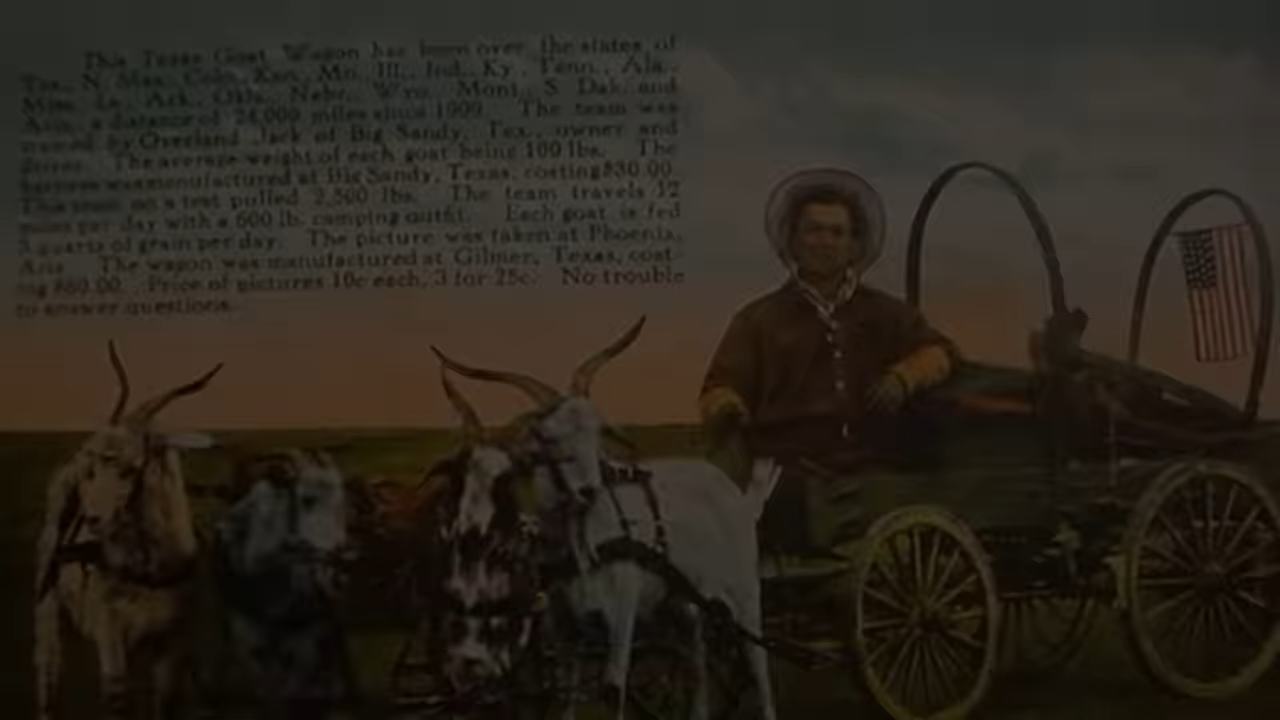 This Texas Goat Wagon has been over the states of
Tex., N. Mex., Colo., Kan., Mo., Ill., Ind., Ky., Tenn., Ala.,
Miss., La., Ark., Okla., Nebr., Wyo., Mont., S. Dak. and
Ariz., a distance of 24,000 miles since 1909. The team was
trained by Overland Jack of Big Sandy, Tex., owner and
driver. The average weight of each goat being 100 lbs. The
harness was manufactured at Big Sandy, Texas, costing $30.00.
This team on a test pulled 2,500 lbs. The team travels 12
miles per day with a 600 lb. camping outfit. Each goat is fed
3 quarts of grain per day. The picture was taken at Phoenix,
Ariz. The wagon was manufactured at Gilmer, Texas, cost-
ing $60.00. Price of pictures 10c each, 3 for 25c. No trouble
to answer questions.